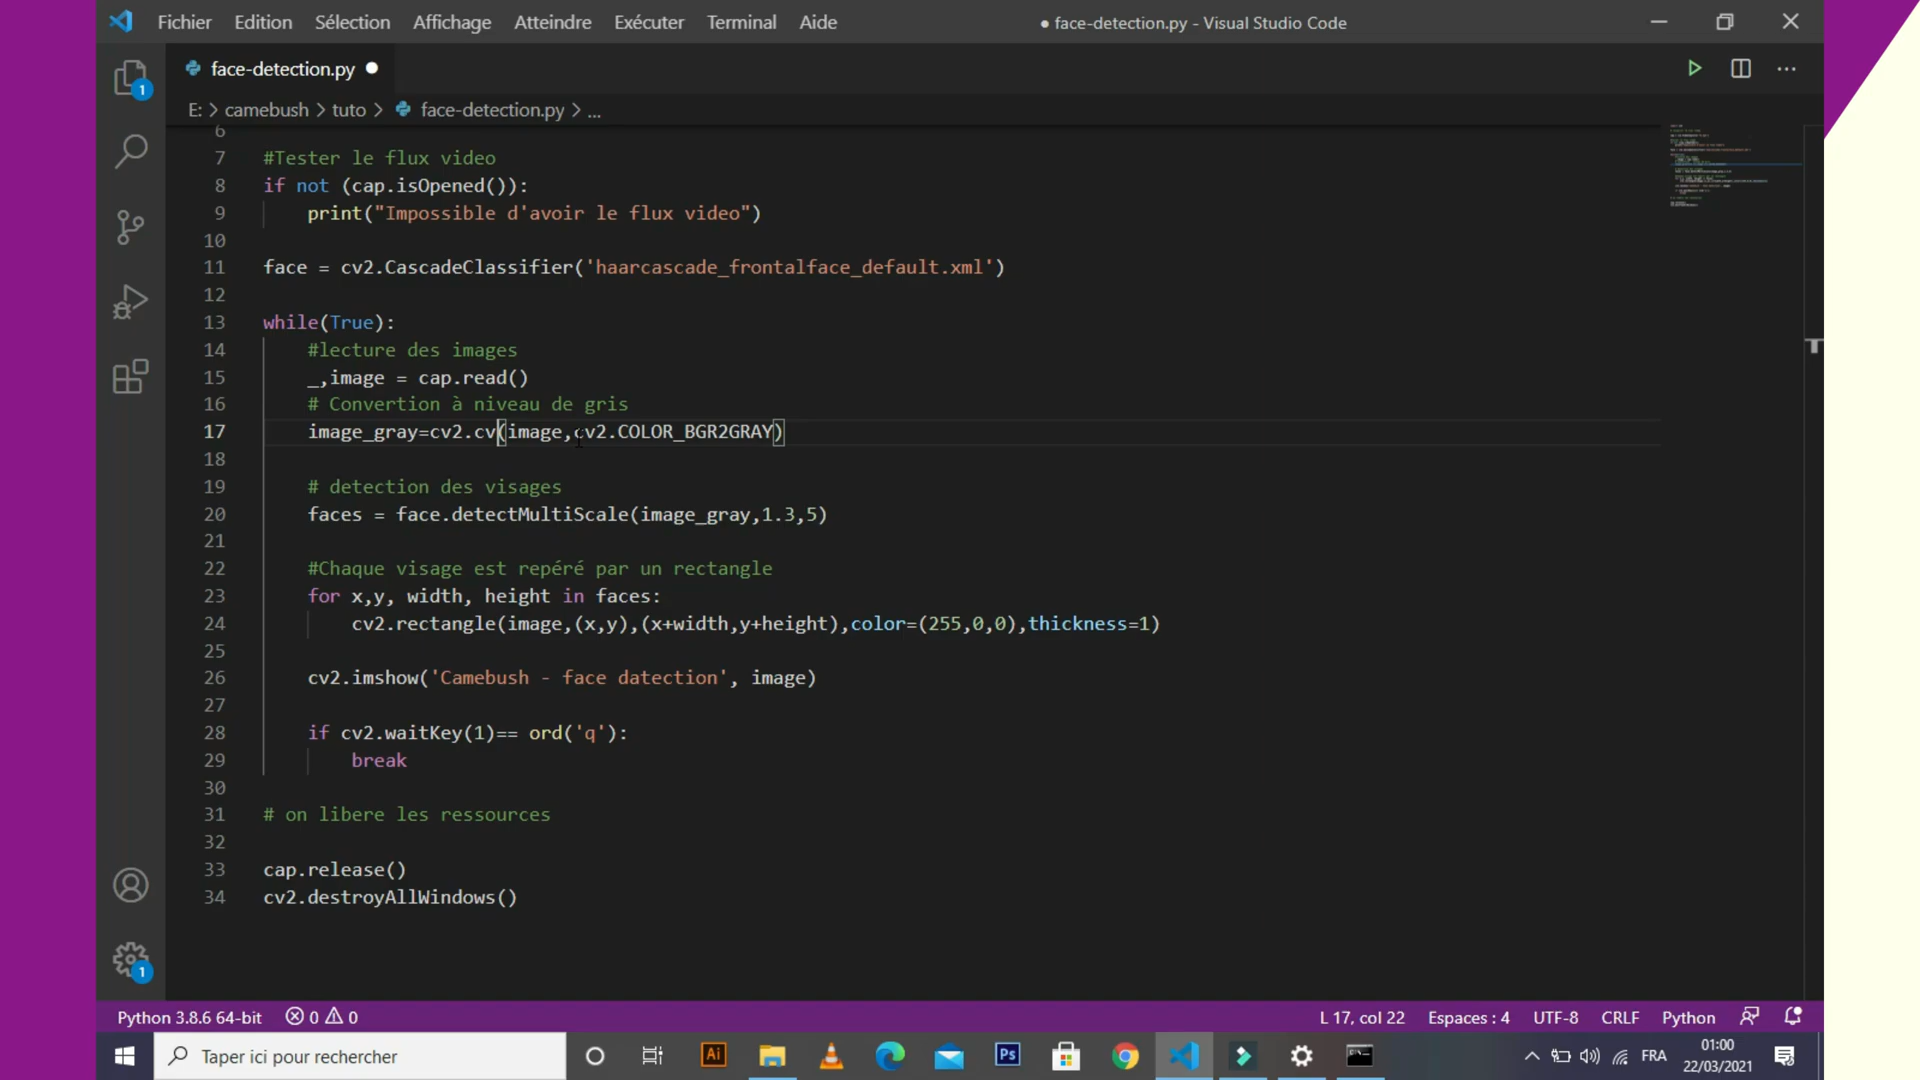 Fichier Edition Sélection Affichage Atteindre Exécuter Terminal Aide ● face-detection.py - Visual Studio Code
face-detection.py ●
E: > camebush > tuto > face-detection.py > ...
1
6
7 #Tester le flux video
8 if not (cap.isOpened()):
9 print("Impossible d'avoir le flux video")
10
11 face = cv2.CascadeClassifier('haarcascade_frontalface_default.xml')
12
13 while(True):
14 #lecture des images
15 _,image = cap.read()
16 # Convertion à niveau de gris
17 image_gray=cv2.cv(image,cv2.COLOR_BGR2GRAY)
18
19 # detection des visages
20 faces = face.detectMultiScale(image_gray,1.3,5)
21
22 #Chaque visage est repéré par un rectangle
23 for x,y, width, height in faces:
24 cv2.rectangle(image,(x,y),(x+width,y+height),color=(255,0,0),thickness=1)
25
26 cv2.imshow('Camebush - face datection', image)
27
28 if cv2.waitKey(1)== ord('q'):
29 break
30
31 # on libere les ressources
32
33 cap.release()
34 cv2.destroyAllWindows()
1
Python 3.8.6 64-bit 0 0 L 17, col 22 Espaces : 4 UTF-8 CRLF Python
Taper ici pour rechercher Ai Ps FRA 01:00
22/03/2021